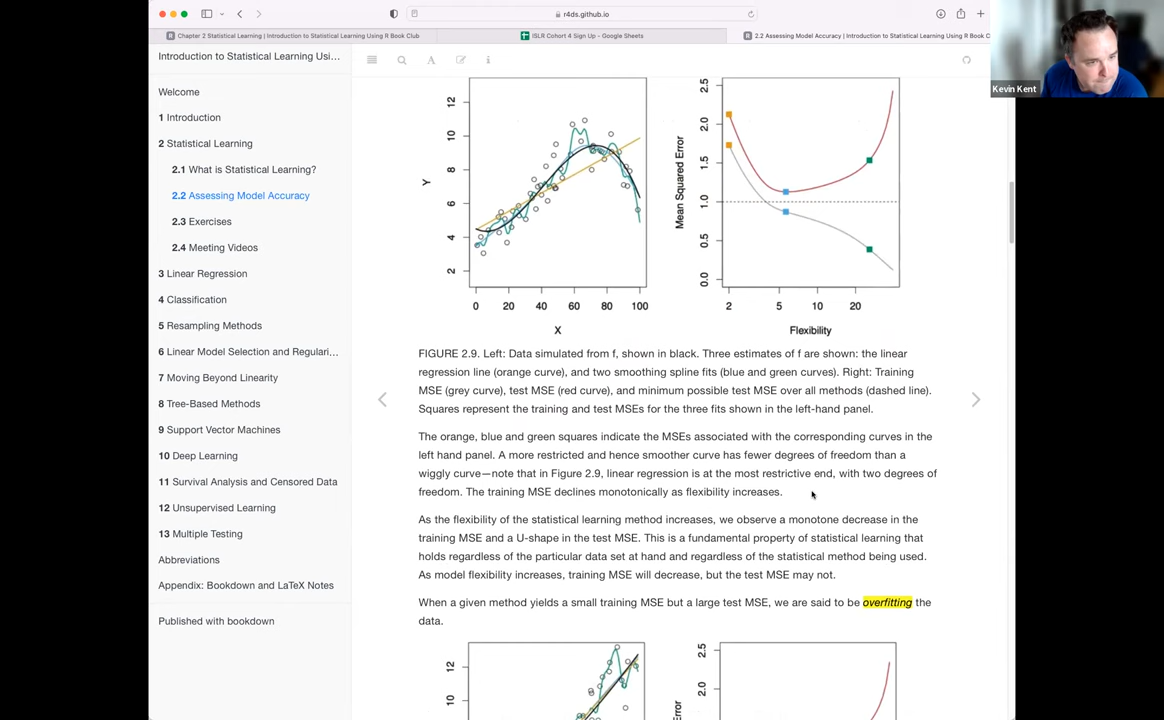 r4ds.github.io
Chapter 2 Statistical Learning | Introduction to Statistical Learning Using R Book Club
ISLR Cohort 4 Sign Up - Google Sheets
2.2 Assessing Model Accuracy | Introduction to Statistical Learning Using R Book C
Kevin Kent
Introduction to Statistical Learning Usi...
Welcome
1 Introduction
2 Statistical Learning
2.1 What is Statistical Learning?
2.2 Assessing Model Accuracy
2.3 Exercises
2.4 Meeting Videos
3 Linear Regression
4 Classification
5 Resampling Methods
6 Linear Model Selection and Regulari...
7 Moving Beyond Linearity
8 Tree-Based Methods
9 Support Vector Machines
10 Deep Learning
11 Survival Analysis and Censored Data
12 Unsupervised Learning
13 Multiple Testing
Abbreviations
Appendix: Bookdown and LaTeX Notes
Published with bookdown
A
i
Y
12
10
8
6
4
2
0 20 40 60 80 100
X
Mean Squared Error
2.5
2.0
1.5
1.0
0.5
0.0
2 5 10 20
Flexibility
FIGURE 2.9. Left: Data simulated from f, shown in black. Three estimates of f are shown: the linear
regression line (orange curve), and two smoothing spline fits (blue and green curves). Right: Training
MSE (grey curve), test MSE (red curve), and minimum possible test MSE over all methods (dashed line).
Squares represent the training and test MSEs for the three fits shown in the left-hand panel.
The orange, blue and green squares indicate the MSEs associated with the corresponding curves in the
left hand panel. A more restricted and hence smoother curve has fewer degrees of freedom than a
wiggly curve—note that in Figure 2.9, linear regression is at the most restrictive end, with two degrees of
freedom. The training MSE declines monotonically as flexibility increases.
As the flexibility of the statistical learning method increases, we observe a monotone decrease in the
training MSE and a U-shape in the test MSE. This is a fundamental property of statistical learning that
holds regardless of the particular data set at hand and regardless of the statistical method being used.
As model flexibility increases, training MSE will decrease, but the test MSE may not.
When a given method yields a small training MSE but a large test MSE, we are said to be overfitting the
data.
12
10
2.5
2.0
Error